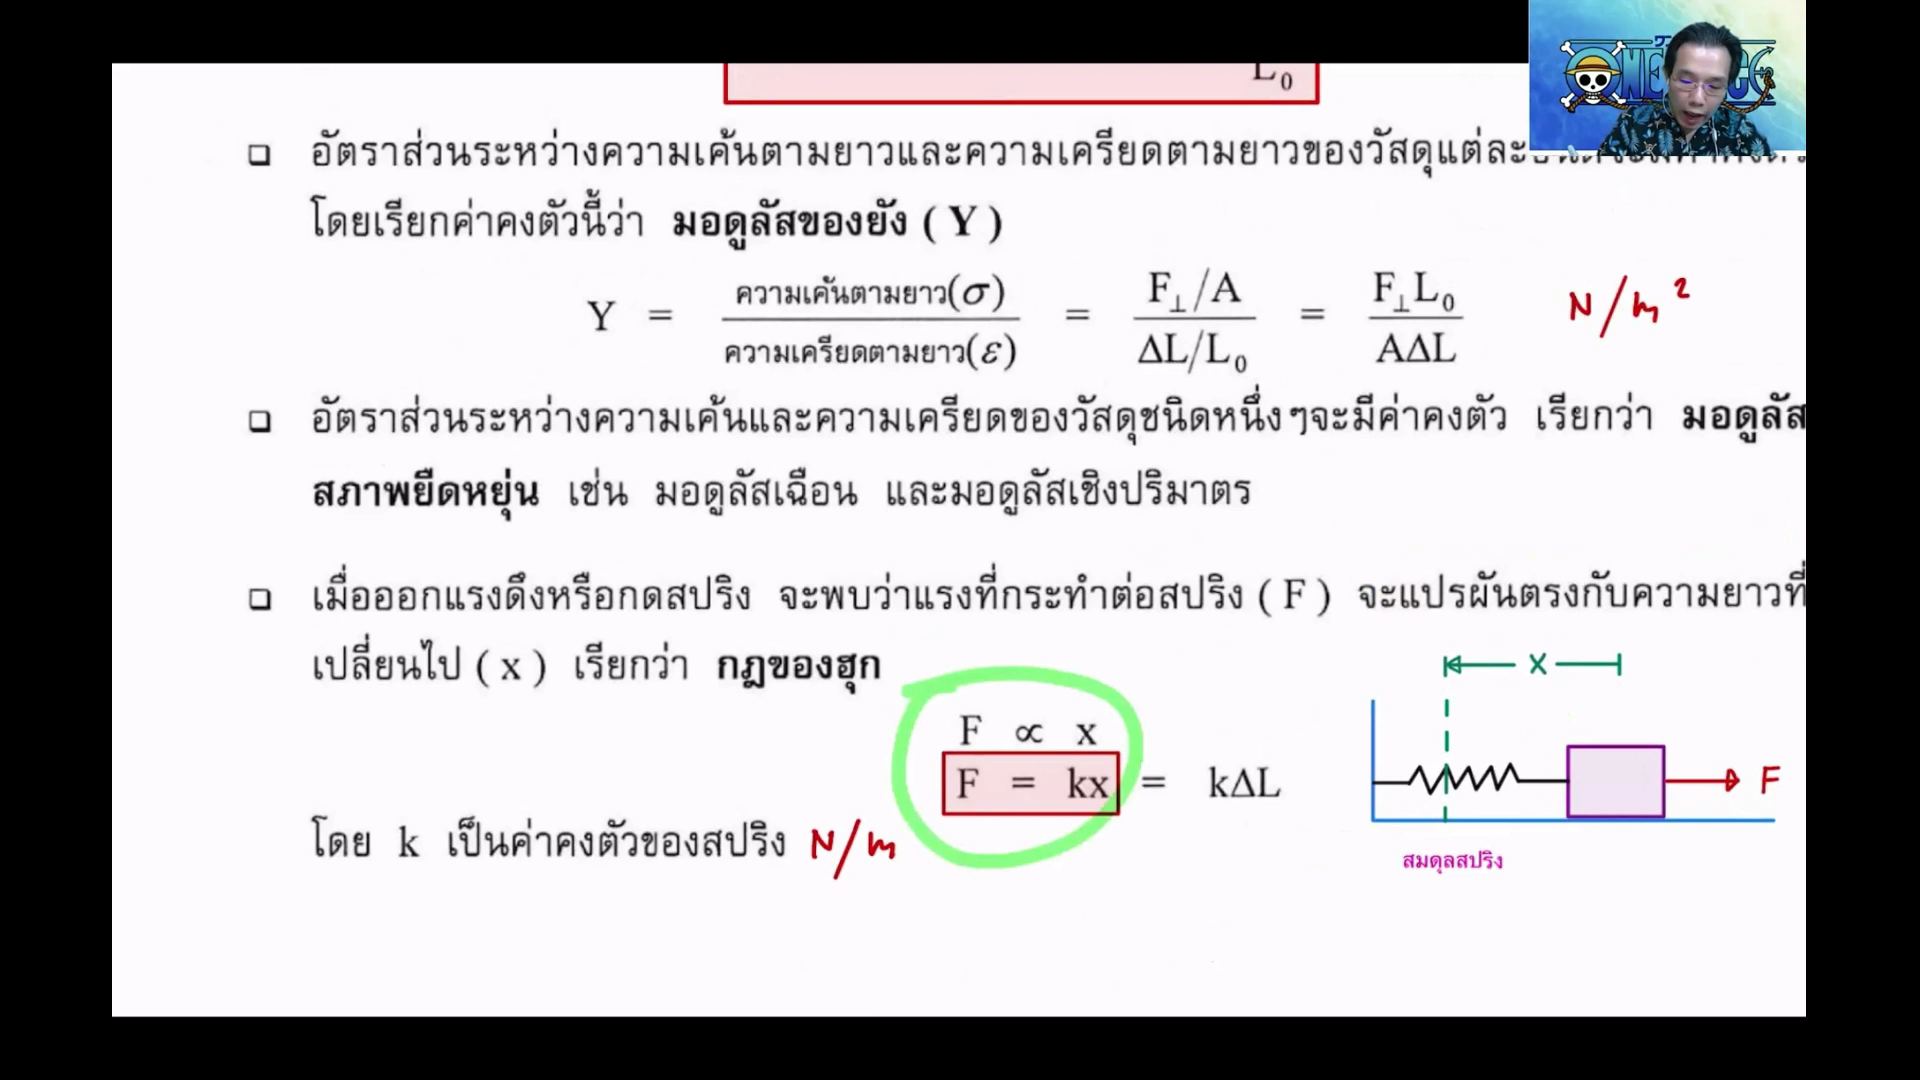 L₀
❏ อัตราส่วนระหว่างความเค้นตามยาวและความเครียดตามยาวของวัสดุแต่ละ
โดยเรียกค่าคงตัวนี้ว่า มอดูลัสของยัง ( Y )
Y = ความเค้นตามยาว(σ) / ความเครียดตามยาว(ε) = F⊥/A / ΔL/L₀ = F⊥L₀ / AΔL N/m²
❏ อัตราส่วนระหว่างความเค้นและความเครียดของวัสดุชนิดหนึ่งๆจะมีค่าคงตัว เรียกว่า มอดูลัส
สภาพยืดหยุ่น เช่น มอดูลัสเฉือน และมอดูลัสเชิงปริมาตร
❏ เมื่อออกแรงดึงหรือกดสปริง จะพบว่าแรงที่กระทำต่อสปริง ( F ) จะแปรผันตรงกับความยาวที่
เปลี่ยนไป ( x ) เรียกว่า กฎของฮุก
F ∝ x
F = kx = kΔL
โดย k เป็นค่าคงตัวของสปริง N/m
x
F
สมดุลสปริง